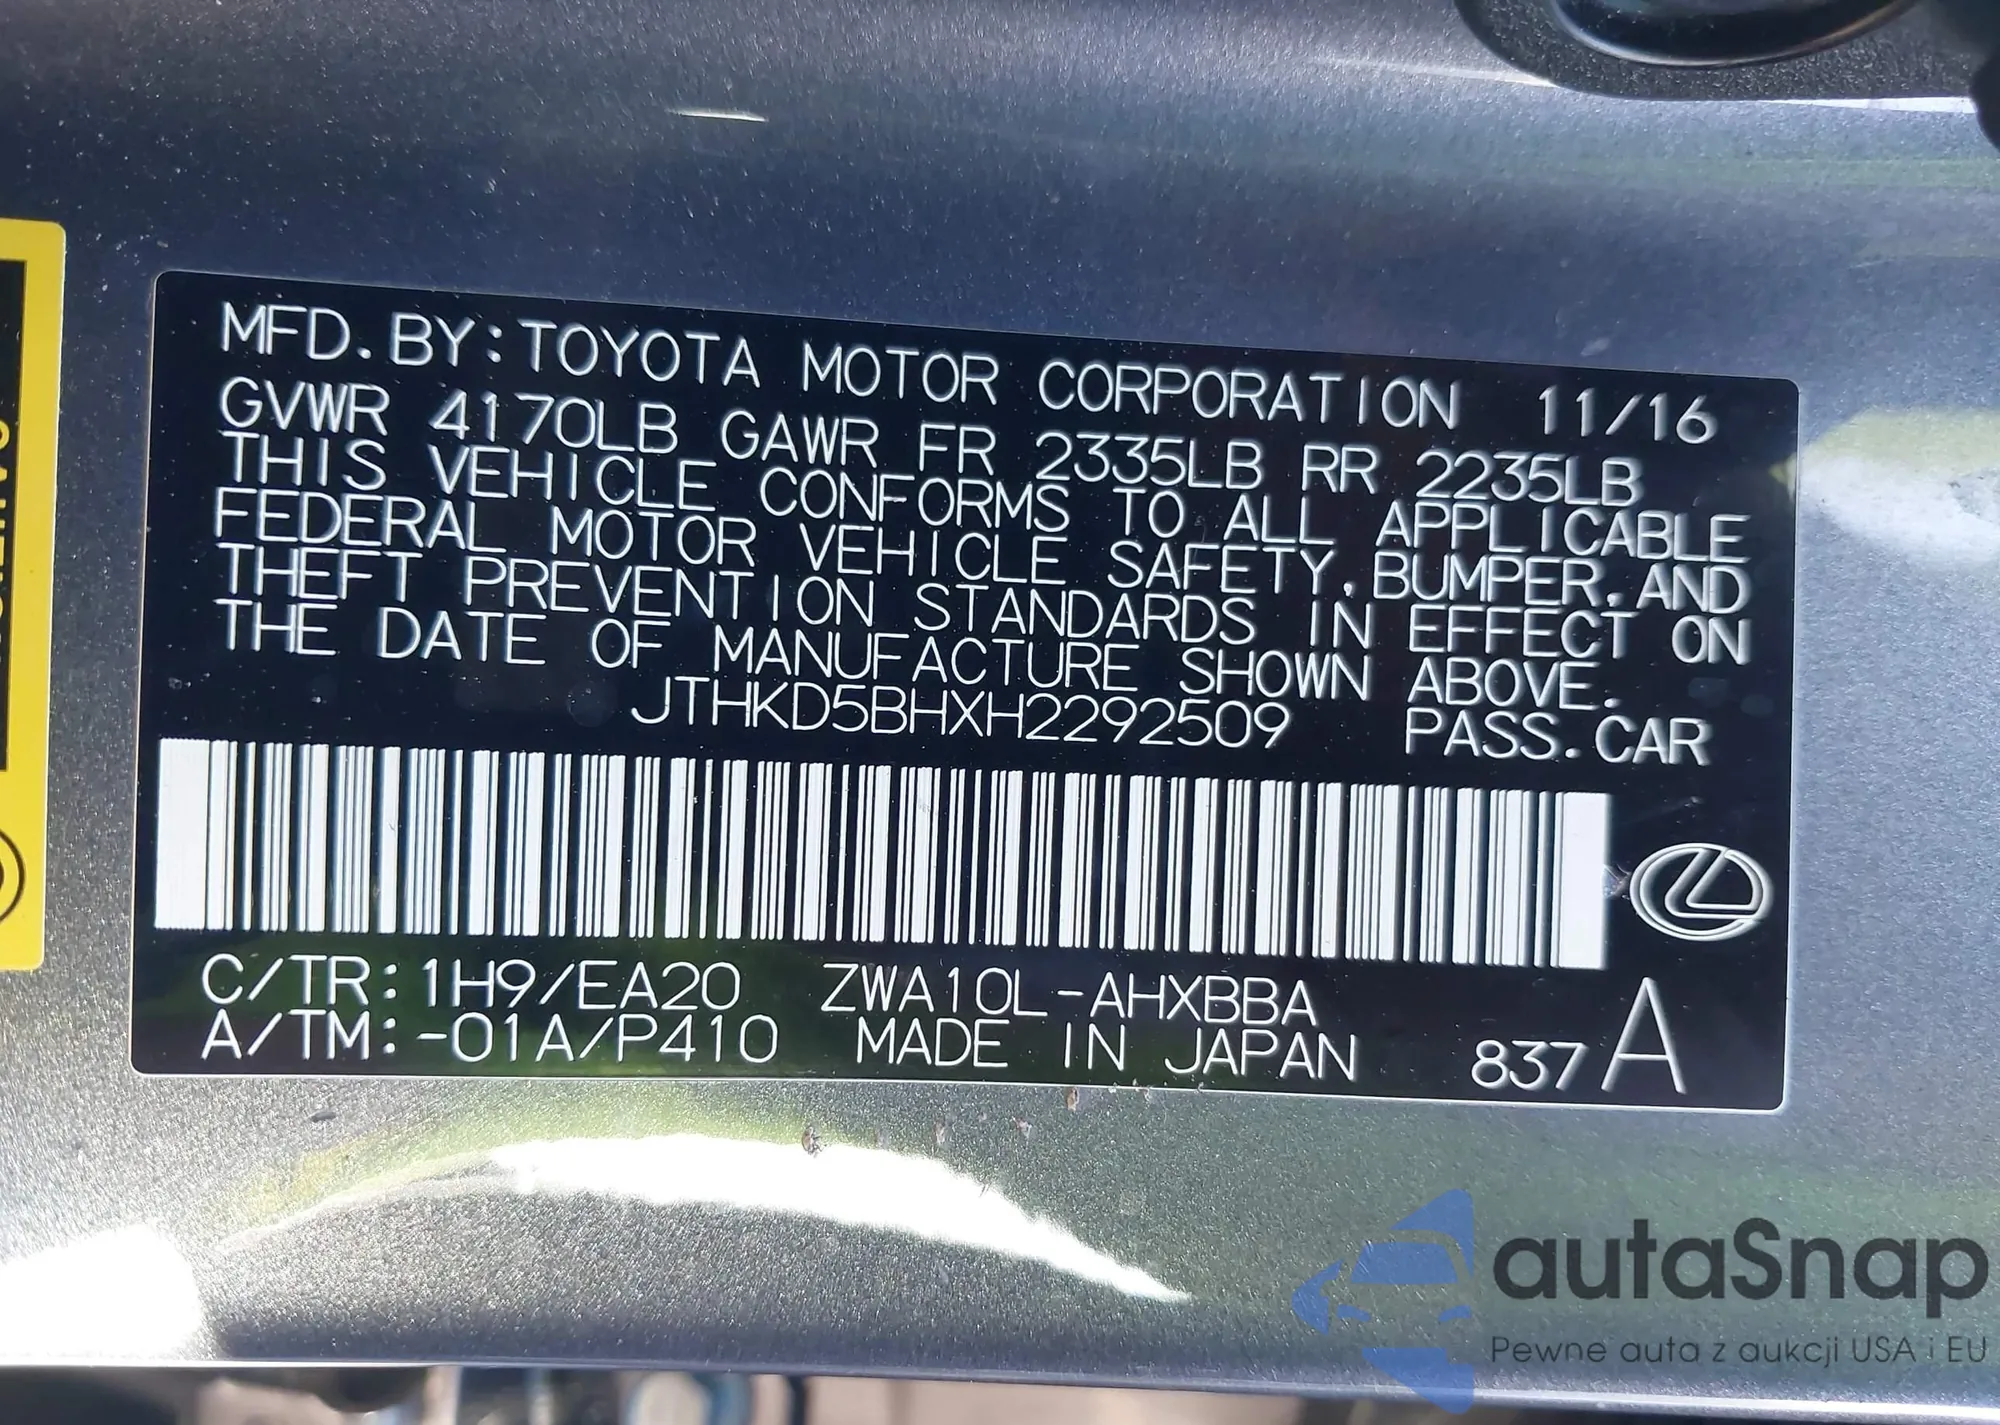 MFD. BY: TOYOTA MOTOR CORPORATION 11/16
GVWR 4170LB GAWR FR 2335LB RR 2235LB
THIS VEHICLE CONFORMS TO ALL APPLICABLE
FEDERAL MOTOR VEHICLE SAFETY, BUMPER, AND
THEFT PREVENTION STANDARDS IN EFFECT ON
THE DATE OF MANUFACTURE SHOWN ABOVE.
JTHKD5BHXH2292509 PASS. CAR
C/TR: 1H9/EA20 ZWA10L-AHXBBA
A/TM: -01A/P410 MADE IN JAPAN 837 A
autaSnap
Pewne auta z aukcji USA i EU